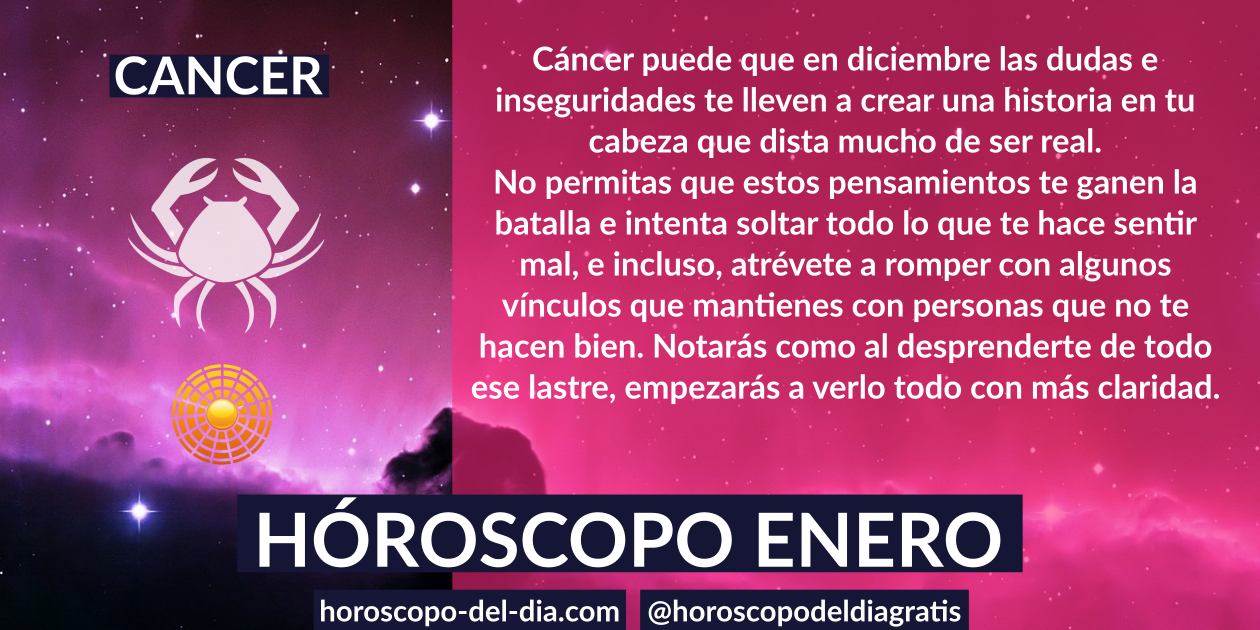 CANCER
Cáncer puede que en diciembre las dudas e
inseguridades te lleven a crear una historia en tu
cabeza que dista mucho de ser real.
No permitas que estos pensamientos te ganen la
batalla e intenta soltar todo lo que te hace sentir
mal, e incluso, atrévete a romper con algunos
vínculos que mantienes con personas que no te
hacen bien. Notarás como al desprenderte de todo
ese lastre, empezarás a verlo todo con más claridad.
HÓROSCOPO ENERO
horoscopo-del-dia.com
@horoscopodeldiagratis